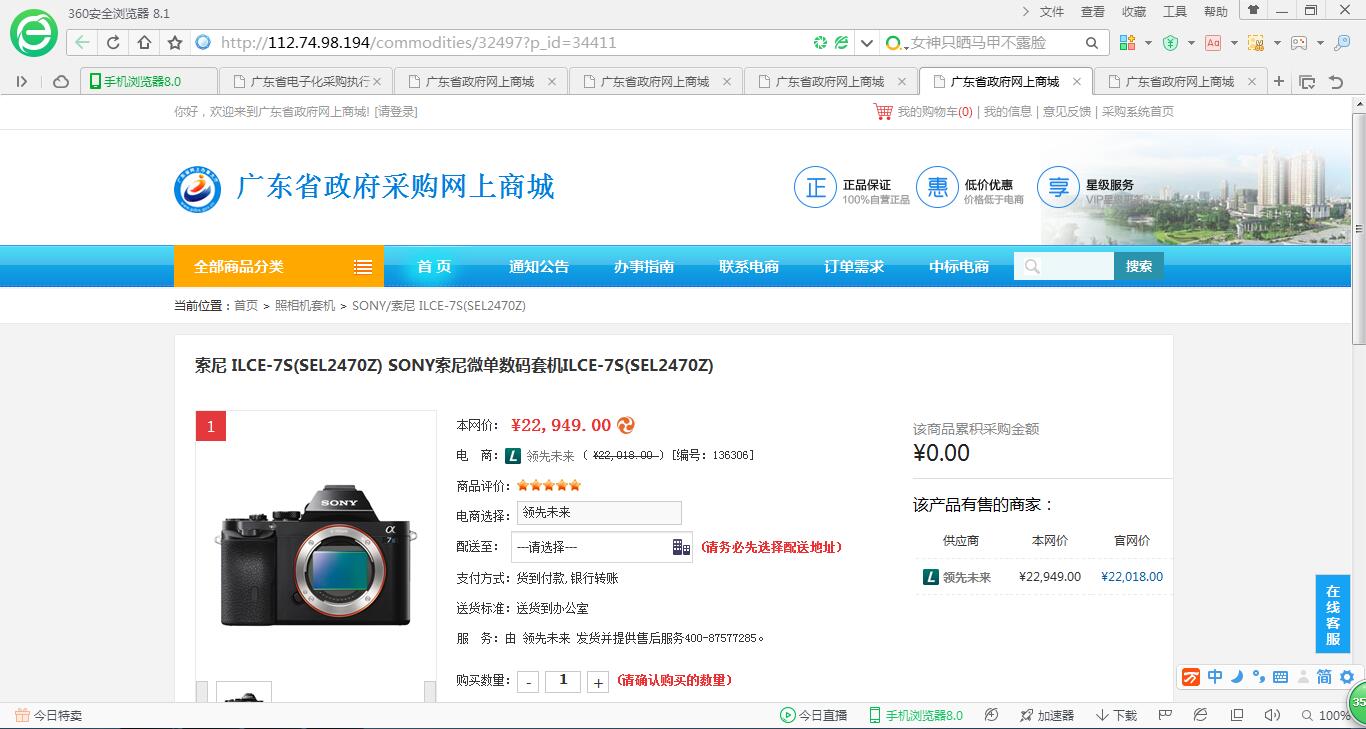 360安全浏览器 8.1
文件 查看 收藏 工具 帮助
http://112.74.98.194/commodities/32497?p_id=34411
女神只晒马甲不露脸
手机浏览器8.0 广东省电子化采购执行 广东省政府网上商城 广东省政府网上商城 广东省政府网上商城 广东省政府网上商城 广东省政府网上商城
你好，欢迎来到广东省政府网上商城! [请登录]
我的购物车(0) | 我的信息 | 意见反馈 | 采购系统首页
广东省政府采购网上商城
正 正品保证 惠 低价优惠 享 星级服务
100%自营正品 价格低于电商 VIP星级服务
全部商品分类 首 页 通知公告 办事指南 联系电商 订单需求 中标电商 搜索
当前位置：首页 > 照相机套机 > SONY/索尼 ILCE-7S(SEL2470Z)
索尼 ILCE-7S(SEL2470Z) SONY索尼微单数码套机ILCE-7S(SEL2470Z)
1
SONY
α
7s
本网价： ¥22,949.00
电 商： L 领先未来 ( ¥22,018.00 ) [编号：136306]
商品评价：
电商选择： 领先未来
配送至： ---请选择--- (请务必先选择配送地址)
支付方式：货到付款,银行转账
送货标准：送货到办公室
服 务：由 领先未来 发货并提供售后服务400-87577285。
购买数量： - 1 + (请确认购买的数量)
该商品累积采购金额
¥0.00
该产品有售的商家：
供应商 本网价 官网价
L 领先未来 ¥22,949.00 ¥22,018.00
在线客服
中 简
今日特卖
今日直播 手机浏览器8.0 加速器 下载 100%
35